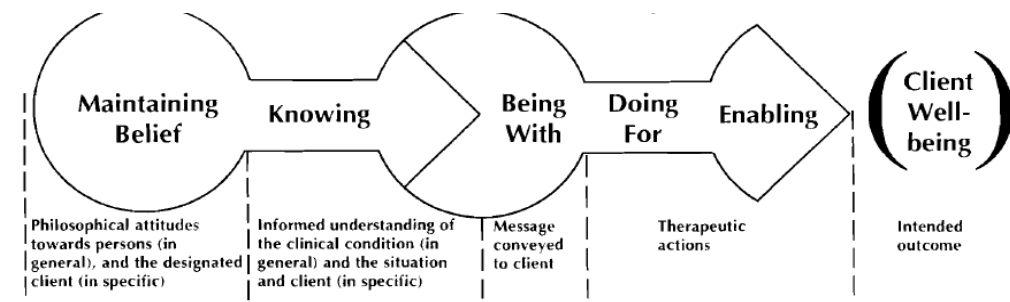 Maintaining
Belief
Knowing
Being
With
Doing
For
Enabling
Client
Well-
being
Philosophical attitudes
towards persons (in
general), and the designated
client (in specific)
Informed understanding of
the clinical condition (in
general) and the situation
and client (in specific)
Message
conveyed
to client
Therapeutic
actions
Intended
outcome